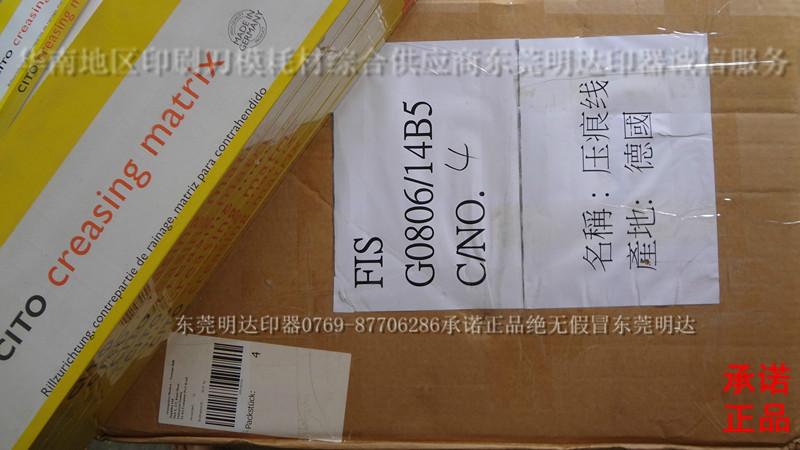 华南地区印刷刀模耗材综合供应商东莞明达印器诚信服务
CITO creasing matrix
MADE IN
GERMANY
CITO creasing matrix
Rillzurichtung, contrepartie de rainage, matriz para contrahendido
FIS
G0806/14B5
C/NO. 4
名稱：压痕线
產地: 德國
东莞明达印器0769-87706286承诺正品绝无假冒东莞明达
Packstück:
4
承诺
正品